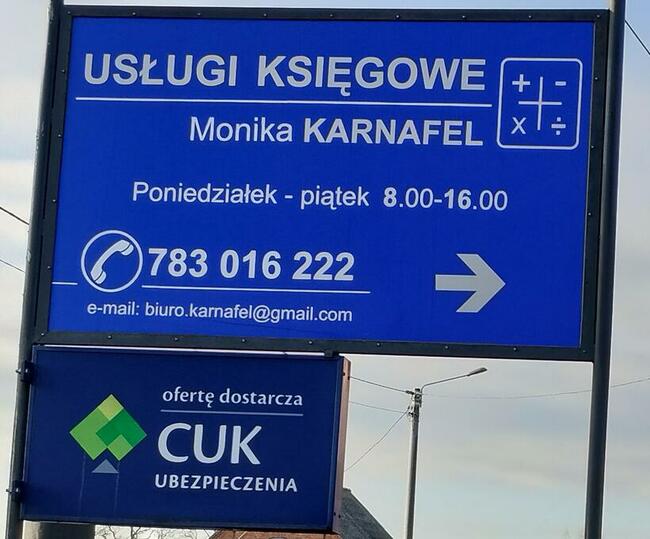 USŁUGI KSIĘGOWE
Monika KARNAFEL
+ -
x ÷
Poniedziałek - piątek 8.00-16.00
783 016 222
e-mail: biuro.karnafel@gmail.com
ofertę dostarcza
CUK
UBEZPIECZENIA